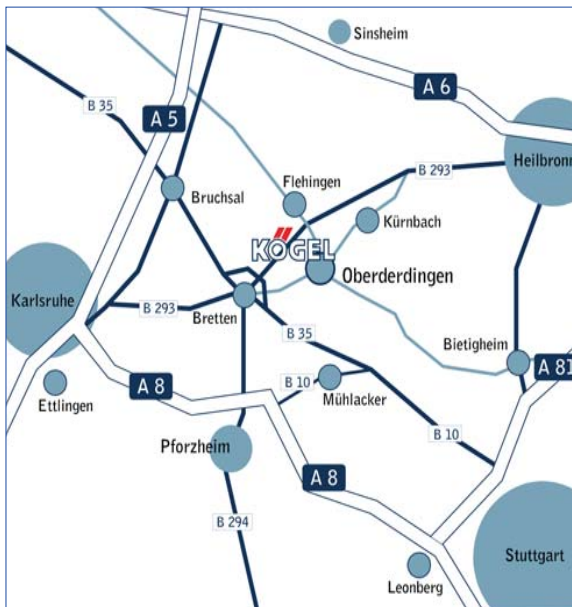 Sinsheim
A 6
B 35
A 5
Heilbronn
B 293
Flehingen
Bruchsal
Kürnbach
KÖGEL
Oberderdingen
Karlsruhe
B 293
Bretten
B 35
Bietigheim
A 81
A 8
B 10
Ettlingen
Mühlacker
B 10
Pforzheim
A 8
B 294
Stuttgart
Leonberg